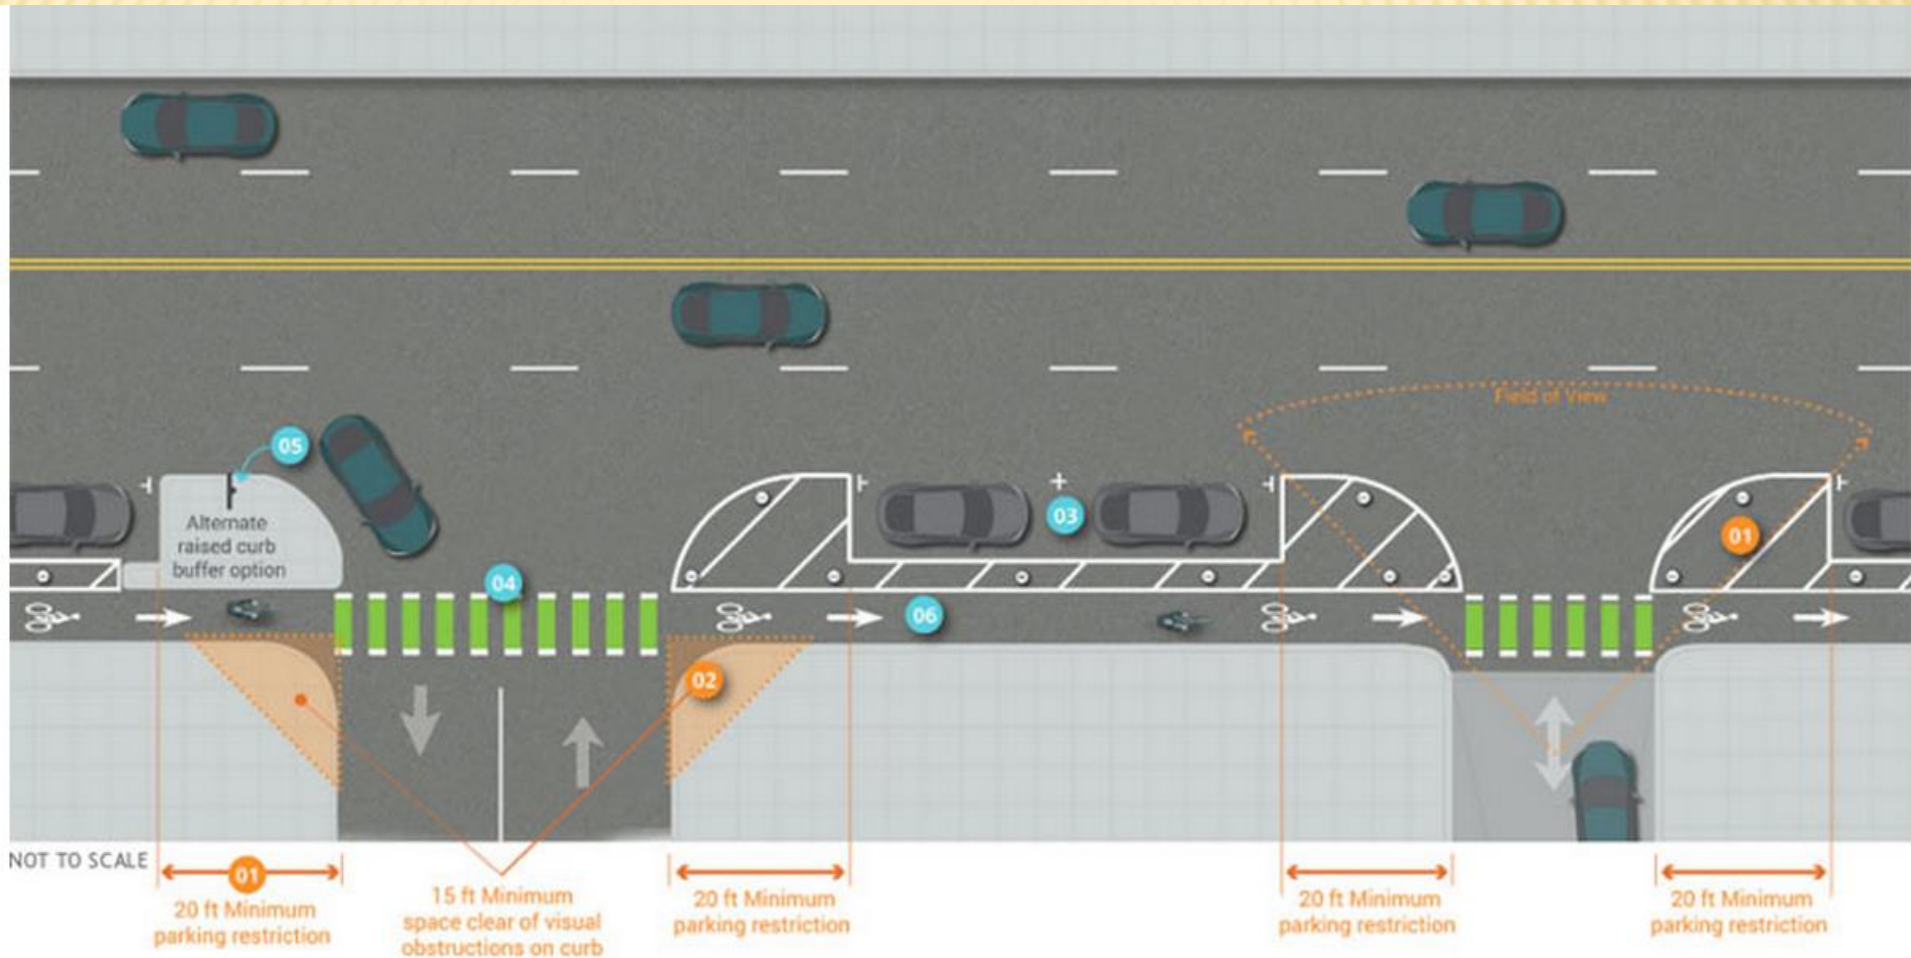 Field of View
05
Alternate
raised curb
buffer option
03
01
04
06
02
NOT TO SCALE
01
20 ft Minimum
parking restriction
15 ft Minimum
space clear of visual
obstructions on curb
20 ft Minimum
parking restriction
20 ft Minimum
parking restriction
20 ft Minimum
parking restriction